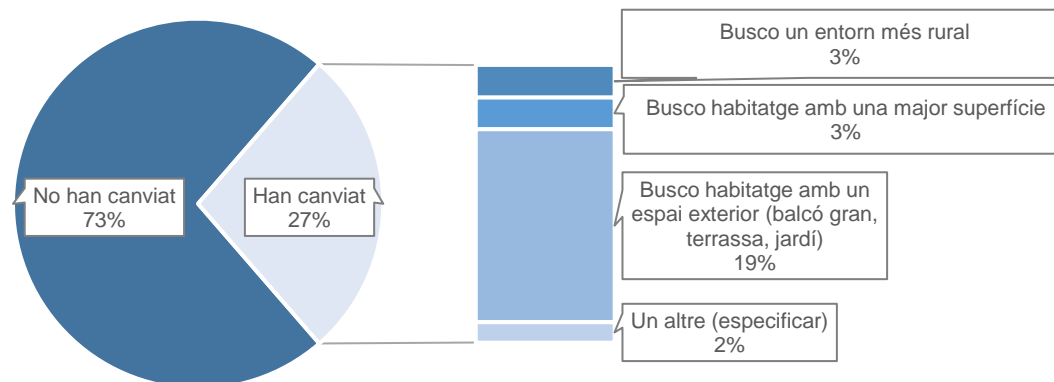 No han canviat
73%
Han canviat
27%
Busco un entorn més rural
3%
Busco habitatge amb una major superfície
3%
Busco habitatge amb un
espai exterior (balcó gran,
terrassa, jardí)
19%
Un altre (especificar)
2%